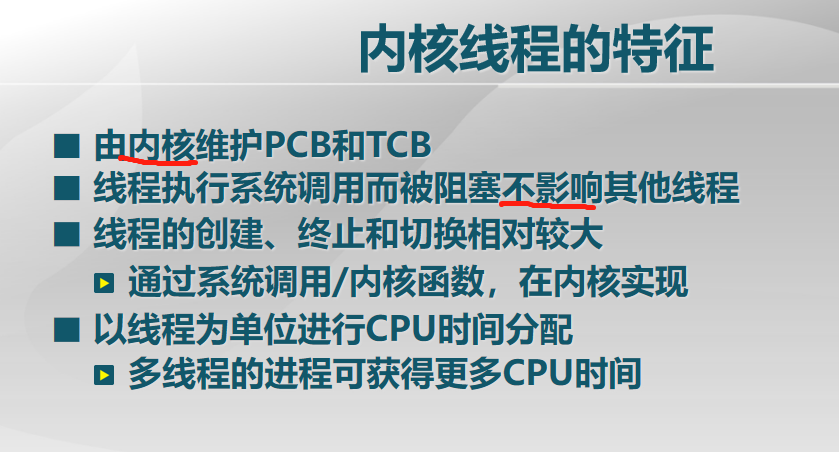 内核线程的特征
由内核维护PCB和TCB
线程执行系统调用而被阻塞不影响其他线程
线程的创建、终止和切换相对较大
通过系统调用/内核函数，在内核实现
以线程为单位进行CPU时间分配
多线程的进程可获得更多CPU时间